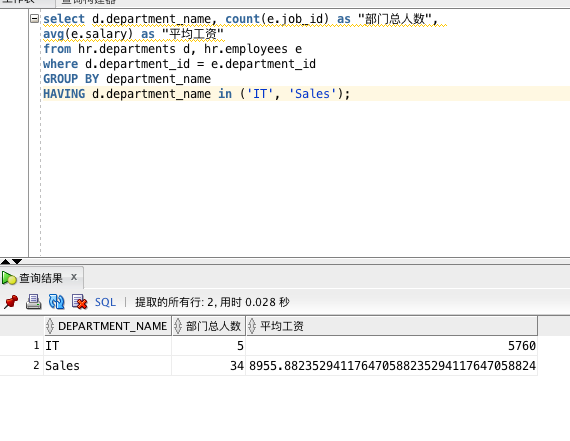 select d.department_name, count(e.job_id) as "部门总人数",
avg(e.salary) as "平均工资"
from hr.departments d, hr.employees e
where d.department_id = e.department_id
GROUP BY department_name
HAVING d.department_name in ('IT', 'Sales');
查询结果 x
SQL | 提取的所有行: 2, 用时 0.028 秒
DEPARTMENT_NAME 部门总人数 平均工资
1 IT 5 5760
2 Sales 34 8955.88235294117647058823529411764705882​4